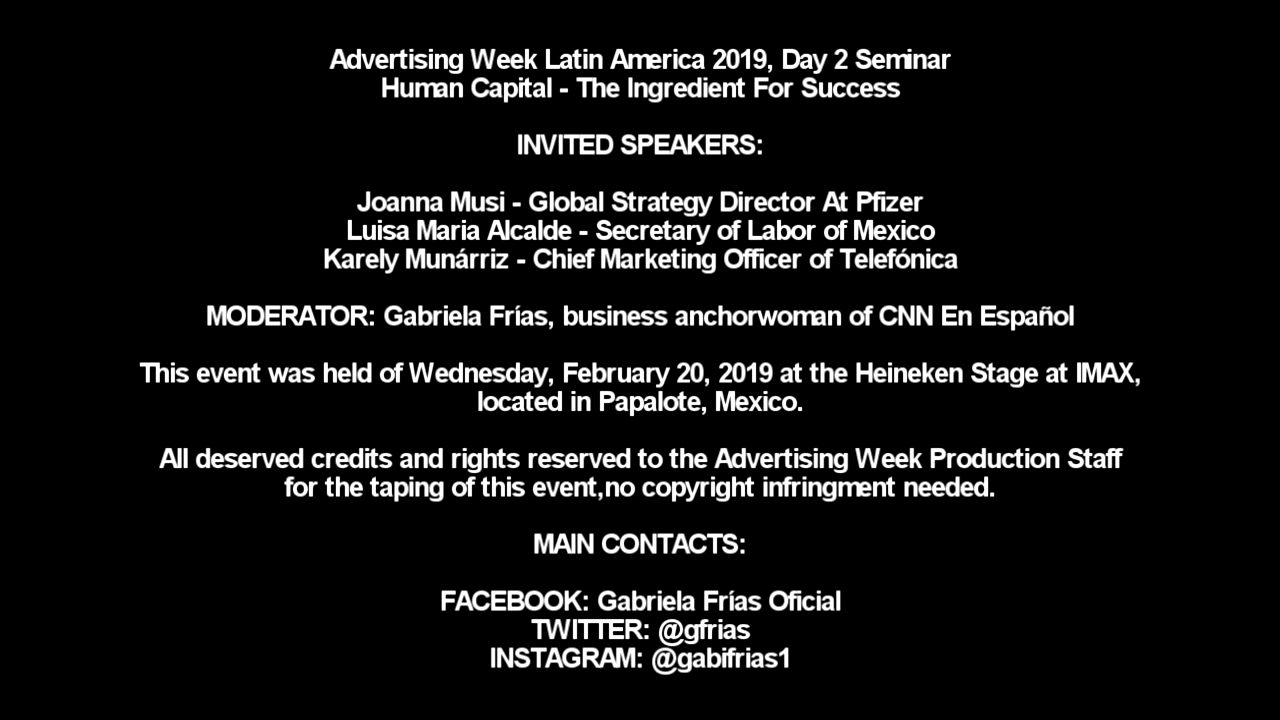 Advertising Week Latin America 2019, Day 2 Seminar
Human Capital - The Ingredient For Success
INVITED SPEAKERS:
Joanna Musi - Global Strategy Director At Pfizer
Luisa Maria Alcalde - Secretary of Labor of Mexico
Karely Munárriz - Chief Marketing Officer of Telefónica
MODERATOR: Gabriela Frías, business anchorwoman of CNN En Español
This event was held of Wednesday, February 20, 2019 at the Heineken Stage at IMAX,
located in Papalote, Mexico.
All deserved credits and rights reserved to the Advertising Week Production Staff
for the taping of this event,no copyright infringment needed.
MAIN CONTACTS:
FACEBOOK: Gabriela Frías Oficial
TWITTER: @gfrias
INSTAGRAM: @gabifrias1